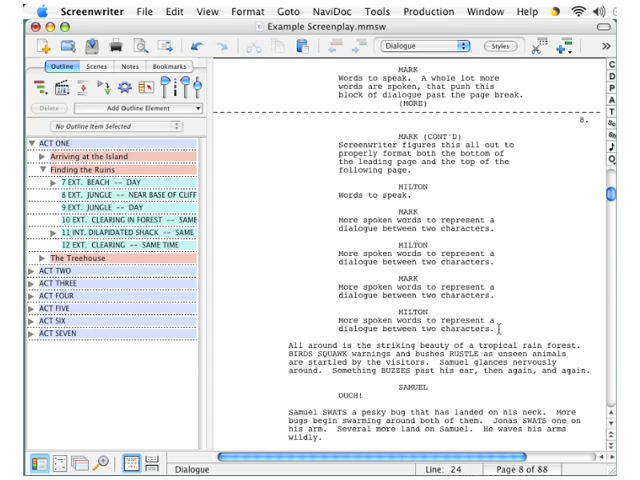 Screenwriter File Edit View Format Goto NaviDoc Tools Production Window Help
Example Screenplay.mmsw
Dialogue
Styles
Outline Scenes Notes Bookmarks
Delete
Add Outline Element
No Outline Item Selected
ACT ONE
Arriving at the Island
Finding the Ruins
7 EXT. BEACH -- DAY
8 EXT. JUNGLE -- NEAR BASE OF CLIFF
9 EXT. JUNGLE -- DAY
10 EXT. CLEARING IN FOREST -- SAME
11 INT. DILAPIDATED SHACK -- SAME
12 EXT. CLEARING -- SAME TIME
The Treehouse
ACT TWO
ACT THREE
ACT FOUR
ACT FIVE
ACT SIX
ACT SEVEN
MARK
Words to speak. A whole lot more
words are spoken, that push this
block of dialogue past the page break.
(MORE)
8.
MARK (CONT'D)
Screenwriter figures this all out to
properly format both the bottom of
the leading page and the top of the
following page.
MILTON
Words to speak.
MARK
More spoken words to represent a
dialogue between two characters.
MILTON
More spoken words to represent a
dialogue between two characters.
MARK
More spoken words to represent a
dialogue between two characters.
MILTON
More spoken words to represent a
dialogue between two characters.
All around is the striking beauty of a tropical rain forest.
BIRDS SQUAWK warnings and bushes RUSTLE as unseen animals
are startled by the visitors. Samuel glances nervously
around. Something BUZZES past his ear, then again, and again.
SAMUEL
OUCH!
Samuel SWATS a pesky bug that has landed on his neck. More
bugs begin swarming around both of them. Jonas SWATS one on
his arm. Several more land on Samuel. He waves his arms
wildly.
C
D
P
A
T
Dialogue
Line: 24
Page 8 of 88